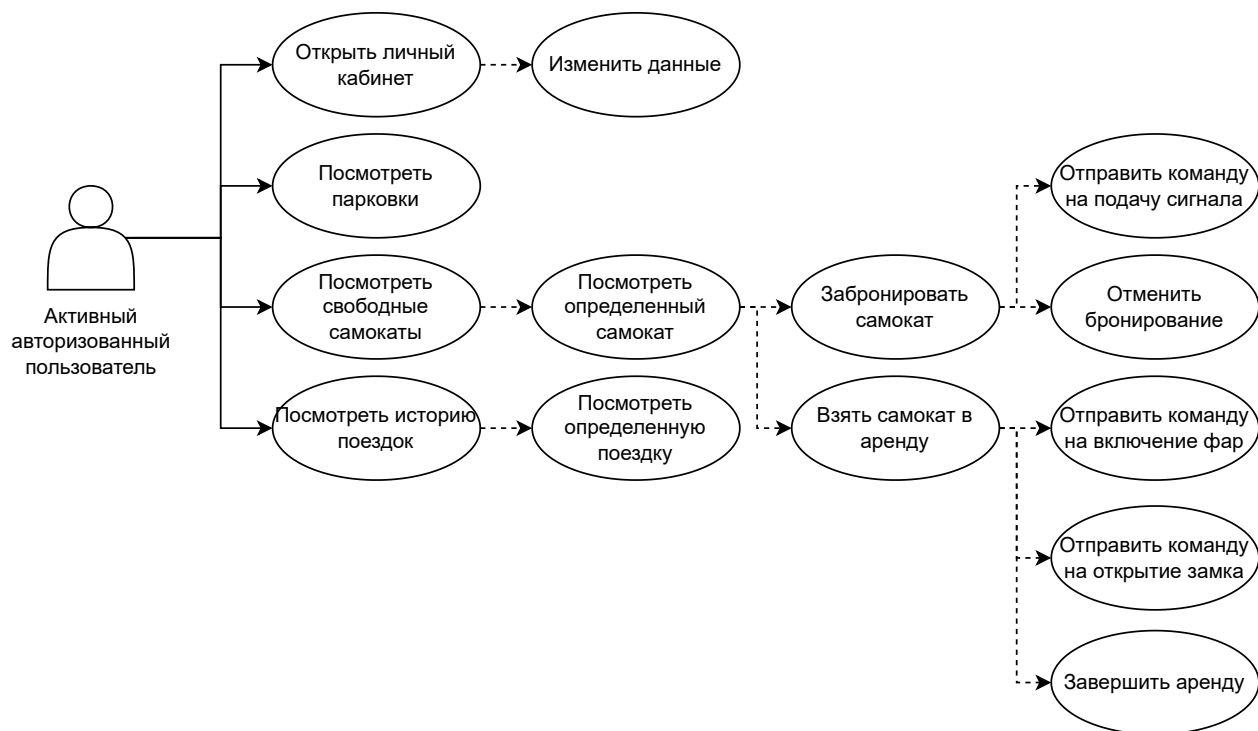 Открыть личный
кабинет
Изменить данные
Посмотреть
парковки
Отправить команду
на подачу сигнала
Активный
авторизованный
пользователь
Посмотреть
свободные
самокаты
Посмотреть
определенный
самокат
Забронировать
самокат
Отменить
бронирование
Посмотреть историю
поездок
Посмотреть
определенную
поездку
Взять самокат в
аренду
Отправить команду
на включение фар
Отправить команду
на открытие замка
Завершить аренду